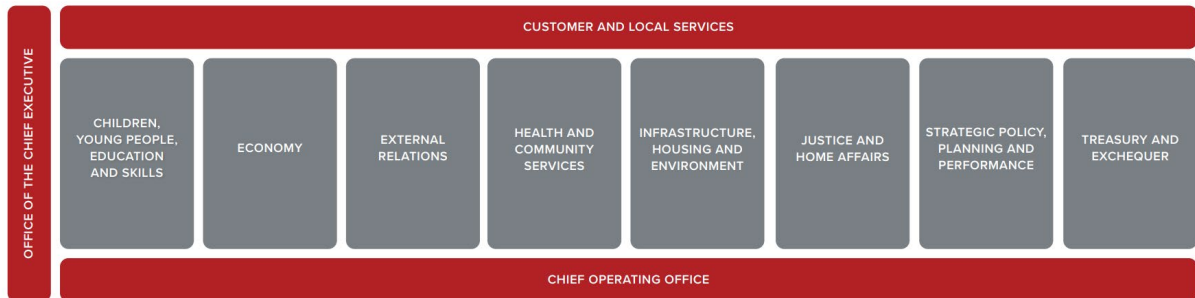 OFFICE OF THE CHIEF EXECUTIVE
CUSTOMER AND LOCAL SERVICES
CHILDREN,
YOUNG PEOPLE,
EDUCATION
AND SKILLS
ECONOMY
EXTERNAL
RELATIONS
HEALTH AND
COMMUNITY
SERVICES
INFRASTRUCTURE,
HOUSING AND
ENVIRONMENT
JUSTICE AND
HOME AFFAIRS
STRATEGIC POLICY,
PLANNING AND
PERFORMANCE
TREASURY AND
EXCHEQUER
CHIEF OPERATING OFFICE